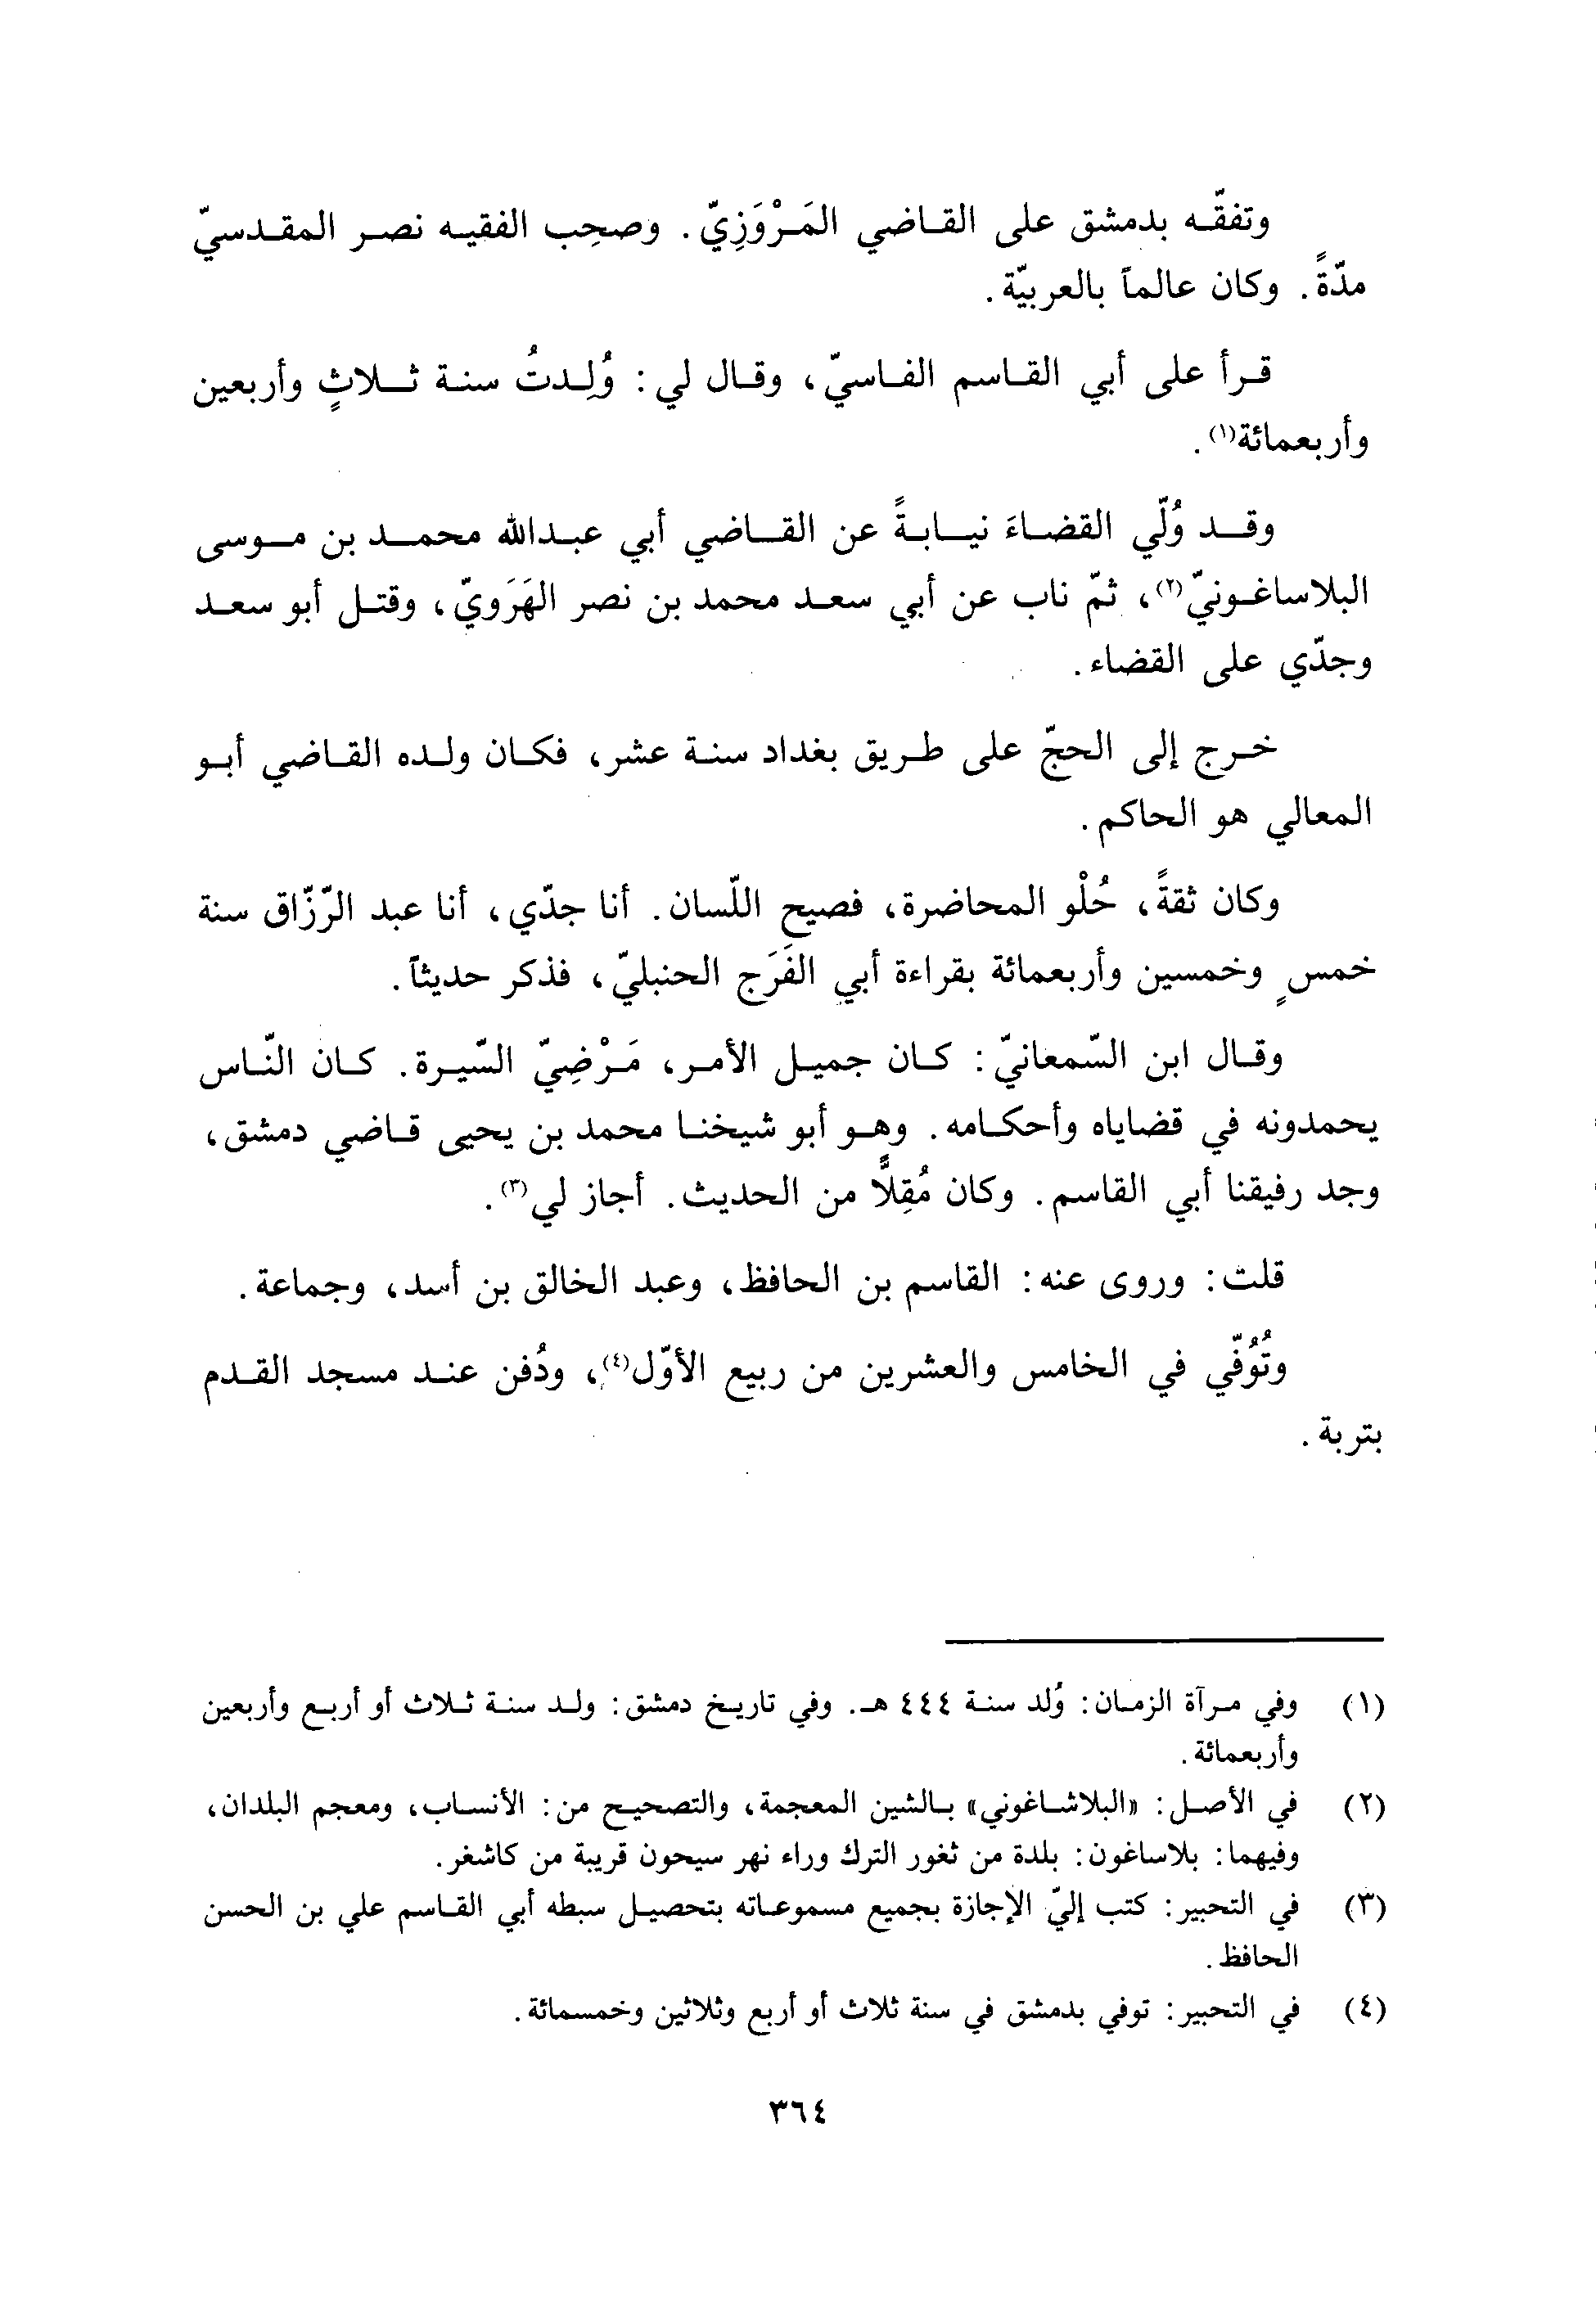 وتفقّه بدمشق على القاضي المَرْوَزِيّ. وصحِب الفقيه نصر المقدسيّ
مدّةً. وكان عالماً بالعربيّة.
قرأ على أبي القاسم الفاسيّ، وقال لي: وُلِدتُ سنة ثلاثٍ وأربعين
وأربعمائة(١).
وقد وُلّي القضاءَ نيابةً عن القاضي أبي عبدالله محمد بن موسى
البلاساغونيّ(٢)، ثمّ ناب عن أبي سعد محمد بن نصر الهَرَويّ، وقتل أبو سعد
وجدّي على القضاء.
خرج إلى الحجّ على طريق بغداد سنة عشر، فكان ولده القاضي أبو
المعالي هو الحاكم.
وكان ثقةً، حُلْو المحاضرة، فصيح اللّسان. أنا جدّي، أنا عبد الرّزّاق سنة
خمسٍ وخمسين وأربعمائة بقراءة أبي الفَرَج الحنبليّ، فذكر حديثاً.
وقال ابن السّمعانيّ: كان جميل الأمر، مَرْضِيّ السّيرة. كان النّاس
يحمدونه في قضاياه وأحكامه. وهو أبو شيخنا محمد بن يحيى قاضي دمشق،
وجد رفيقنا أبي القاسم. وكان مُقِلًّا من الحديث. أجاز لي(٣).
قلت: وروى عنه: القاسم بن الحافظ، وعبد الخالق بن أسد، وجماعة.
وتُوُفّي في الخامس والعشرين من ربيع الأوّل(٤)، ودُفن عند مسجد القدم
بتربة.
(١) وفي مرآة الزمان: وُلد سنة ٤٤٤ هـ. وفي تاريخ دمشق: ولد سنة ثلاث أو أربع وأربعين
وأربعمائة.
(٢) في الأصل: «البلاشاغوني» بالشين المعجمة، والتصحيح من: الأنساب، ومعجم البلدان،
وفيهما: بلاساغون: بلدة من ثغور الترك وراء نهر سيحون قريبة من كاشغر.
(٣) في التحبير: كتب إليّ الإجازة بجميع مسموعاته بتحصيل سبطه أبي القاسم علي بن الحسن
الحافظ.
(٤) في التحبير: توفي بدمشق في سنة ثلاث أو أربع وثلاثين وخمسمائة.
٣٦٤